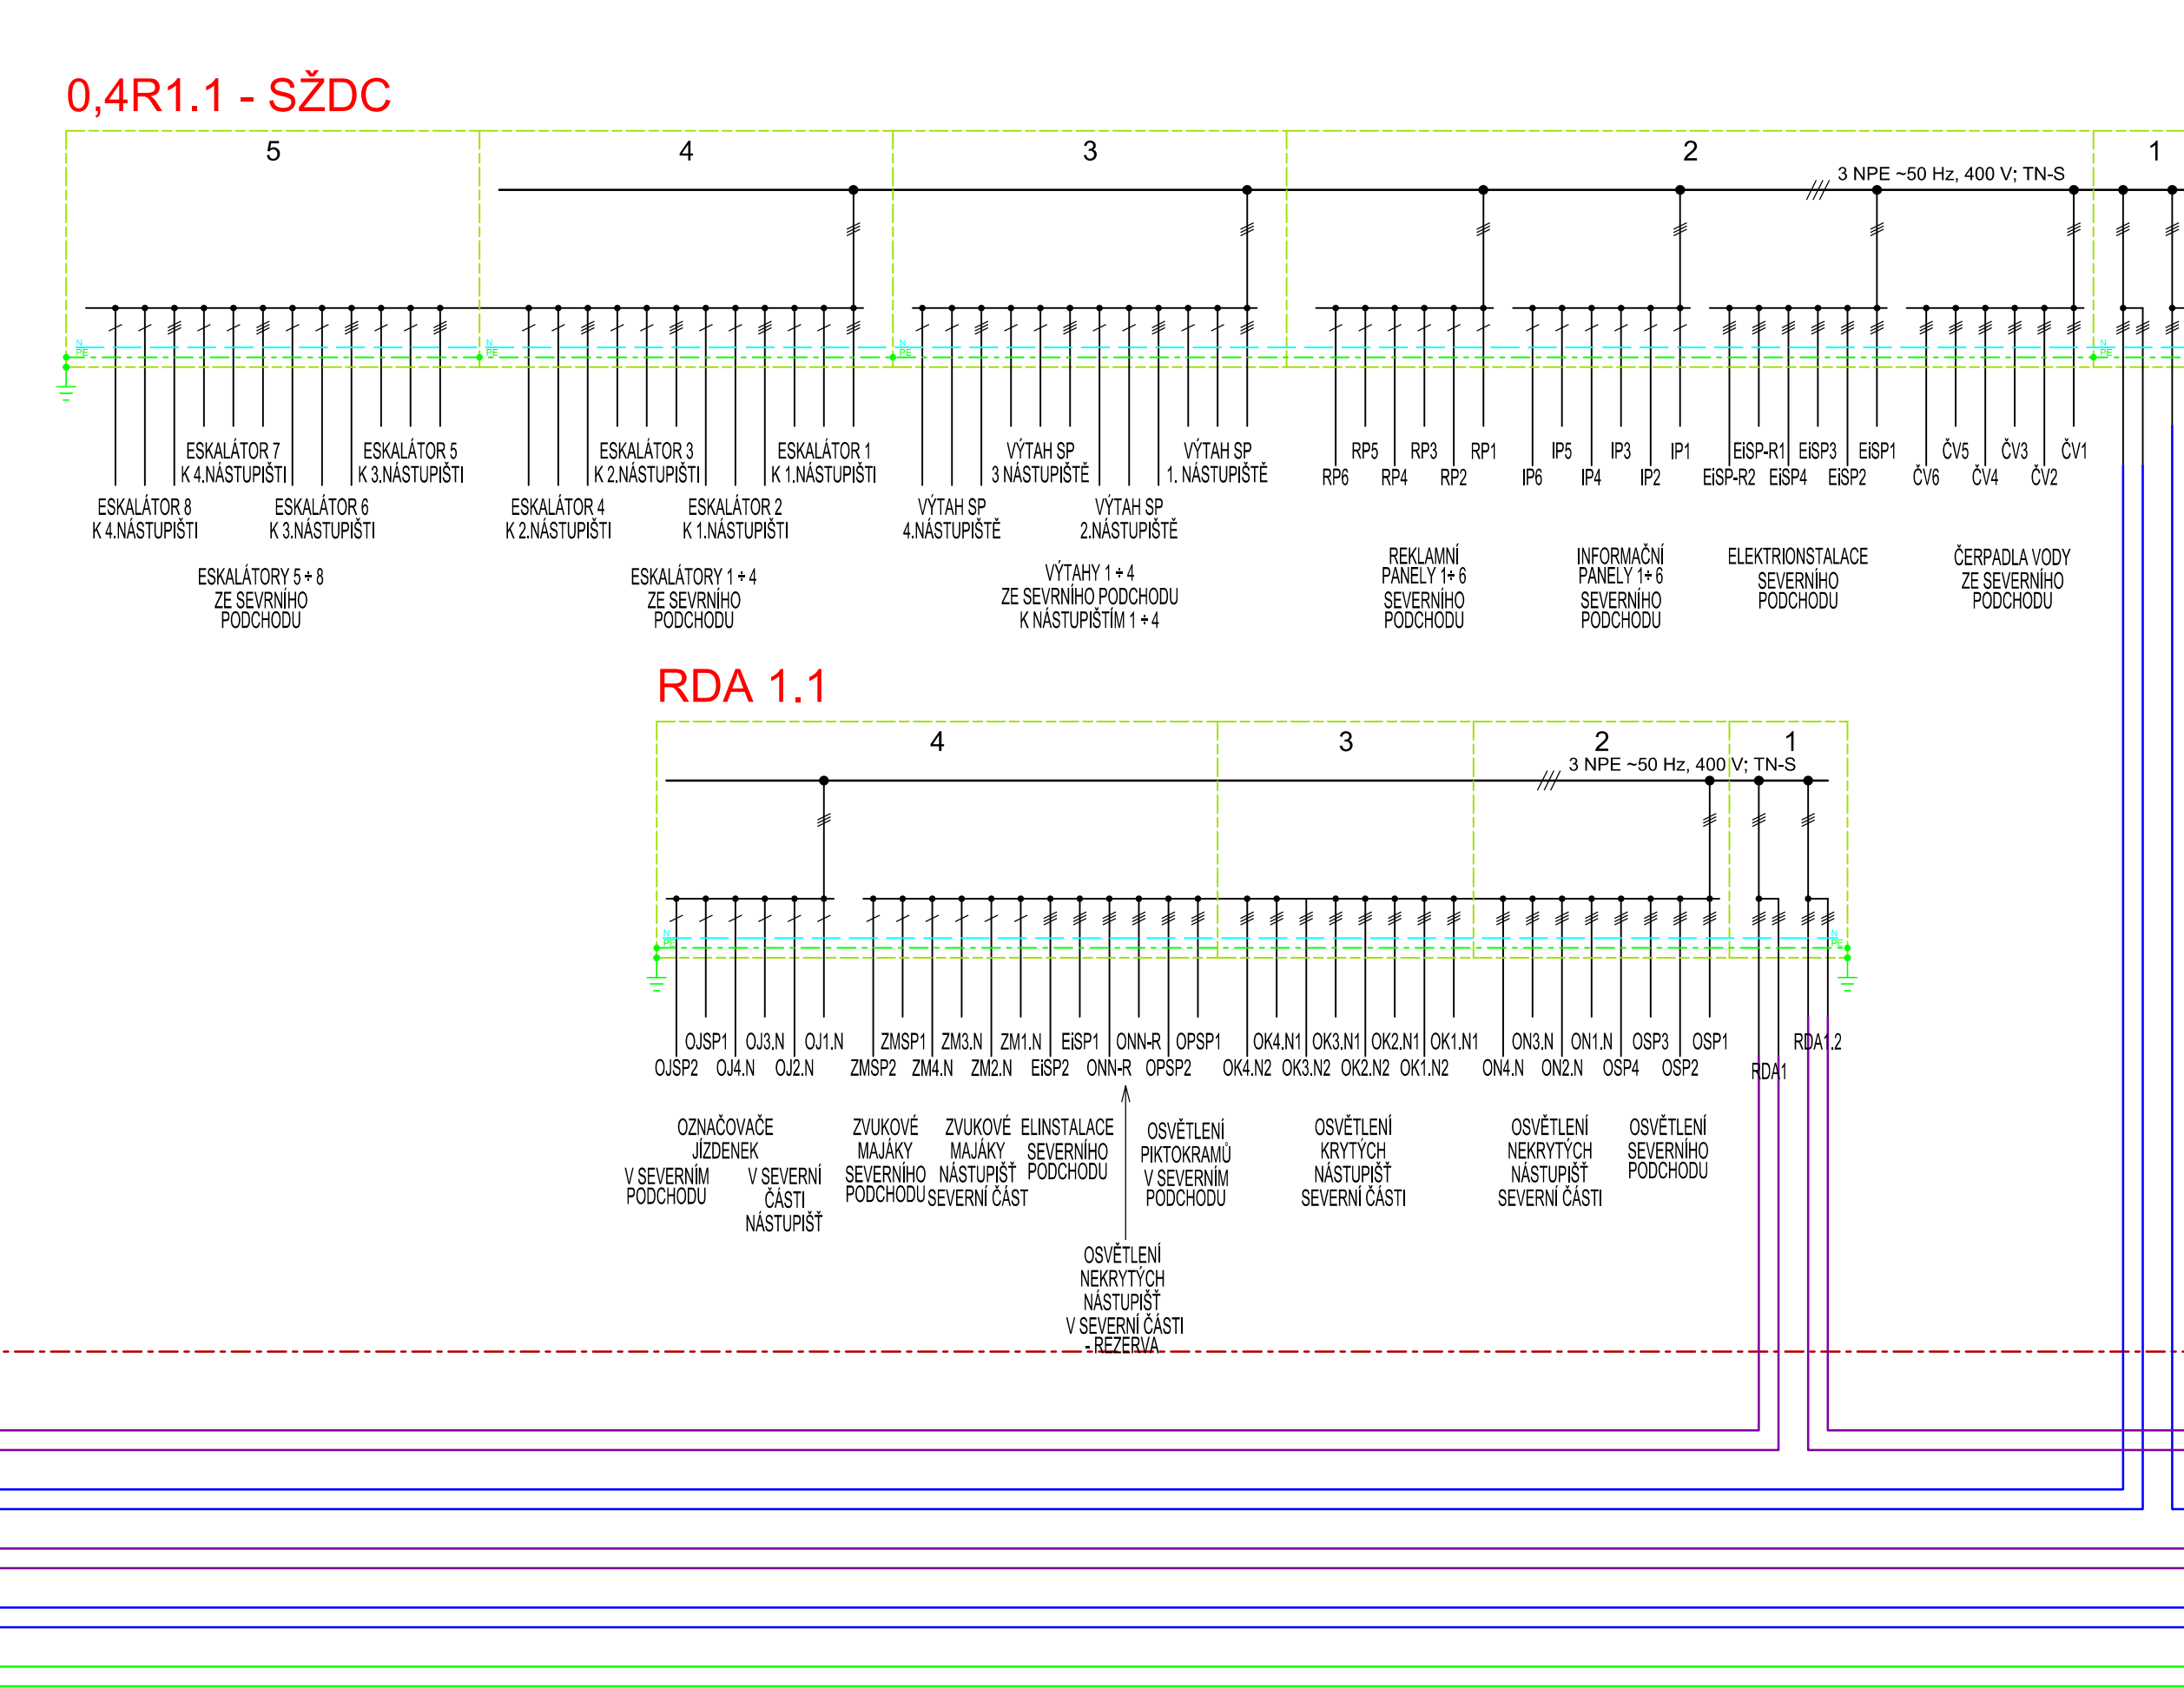 0,4R1.1 - SŽDC
5
4
3
2
1
3 NPE ~50 Hz, 400 V; TN-S
N
PE
N
PE
N
PE
N
PE
ESKALÁTOR 7
K 4.NÁSTUPIŠTI
ESKALÁTOR 5
K 3.NÁSTUPIŠTI
ESKALÁTOR 8
K 4.NÁSTUPIŠTI
ESKALÁTOR 6
K 3.NÁSTUPIŠTI
ESKALÁTORY 5 ÷ 8
ZE SEVRNÍHO
PODCHODU
ESKALÁTOR 3
K 2.NÁSTUPIŠTI
ESKALÁTOR 1
K 1.NÁSTUPIŠTI
ESKALÁTOR 4
K 2.NÁSTUPIŠTI
ESKALÁTOR 2
K 1.NÁSTUPIŠTI
ESKALÁTORY 1 ÷ 4
ZE SEVRNÍHO
PODCHODU
VÝTAH SP
3 NÁSTUPIŠTĚ
VÝTAH SP
1. NÁSTUPIŠTĚ
VÝTAH SP
4.NÁSTUPIŠTĚ
VÝTAH SP
2.NÁSTUPIŠTĚ
VÝTAHY 1 ÷ 4
ZE SEVRNÍHO PODCHODU
K NÁSTUPIŠTÍM 1 ÷ 4
RP5 RP3 RP1
RP6 RP4 RP2
REKLAMNÍ
PANELY 1÷ 6
SEVERNÍHO
PODCHODU
IP5 IP3 IP1
IP6 IP4 IP2
INFORMAČNÍ
PANELY 1÷ 6
SEVERNÍHO
PODCHODU
EiSP-R1 EiSP3 EiSP1
EiSP-R2 EiSP4 EiSP2
ELEKTRIONSTALACE
SEVERNÍHO
PODCHODU
ČV5 ČV3 ČV1
ČV6 ČV4 ČV2
ČERPADLA VODY
ZE SEVERNÍHO
PODCHODU
RDA 1.1
4
3
2
1
3 NPE ~50 Hz, 400 V; TN-S
N
PE
N
PE
OJSP1 OJ3.N OJ1.N
OJSP2 OJ4.N OJ2.N
OZNAČOVAČE
JÍZDENEK
V SEVERNÍM
PODCHODU
V SEVERNÍ
ČÁSTI
NÁSTUPIŠŤ
ZMSP1 ZM3.N ZM1.N EiSP1 ONN-R OPSP1
ZMSP2 ZM4.N ZM2.N EiSP2 ONN-R OPSP2
ZVUKOVÉ
MAJÁKY
SEVERNÍHO
PODCHODU
ZVUKOVÉ
MAJÁKY
NÁSTUPIŠŤ
SEVERNÍ ČÁST
ELINSTALACE
SEVERNÍHO
PODCHODU
OSVĚTLENÍ
PIKTOKRAMŮ
V SEVERNÍM
PODCHODU
OSVĚTLENÍ
NEKRYTÝCH
NÁSTUPIŠŤ
V SEVERNÍ ČÁSTI
- REZERVA
OK4.N1 OK3.N1 OK2.N1 OK1.N1
OK4.N2 OK3.N2 OK2.N2 OK1.N2
OSVĚTLENÍ
KRYTÝCH
NÁSTUPIŠŤ
SEVERNÍ ČÁSTI
ON3.N ON1.N OSP3 OSP1
ON4.N ON2.N OSP4 OSP2
OSVĚTLENÍ
NEKRYTÝCH
NÁSTUPIŠŤ
SEVERNÍ ČÁSTI
OSVĚTLENÍ
SEVERNÍHO
PODCHODU
RDA1.2
RDA1